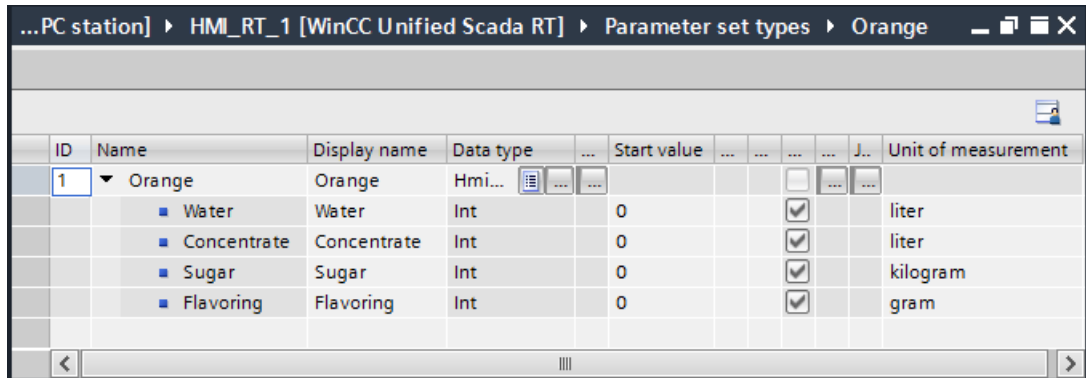 ...PC station] ▸ HMI_RT_1 [WinCC Unified Scada RT] ▸ Parameter set types ▸ Orange
ID Name Display name Data type ... Start value ... ... ... ... J.. Unit of measurement
1 Orange Orange Hmi... ... ... ... ...
Water Water Int 0 liter
Concentrate Concentrate Int 0 liter
Sugar Sugar Int 0 kilogram
Flavoring Flavoring Int 0 gram